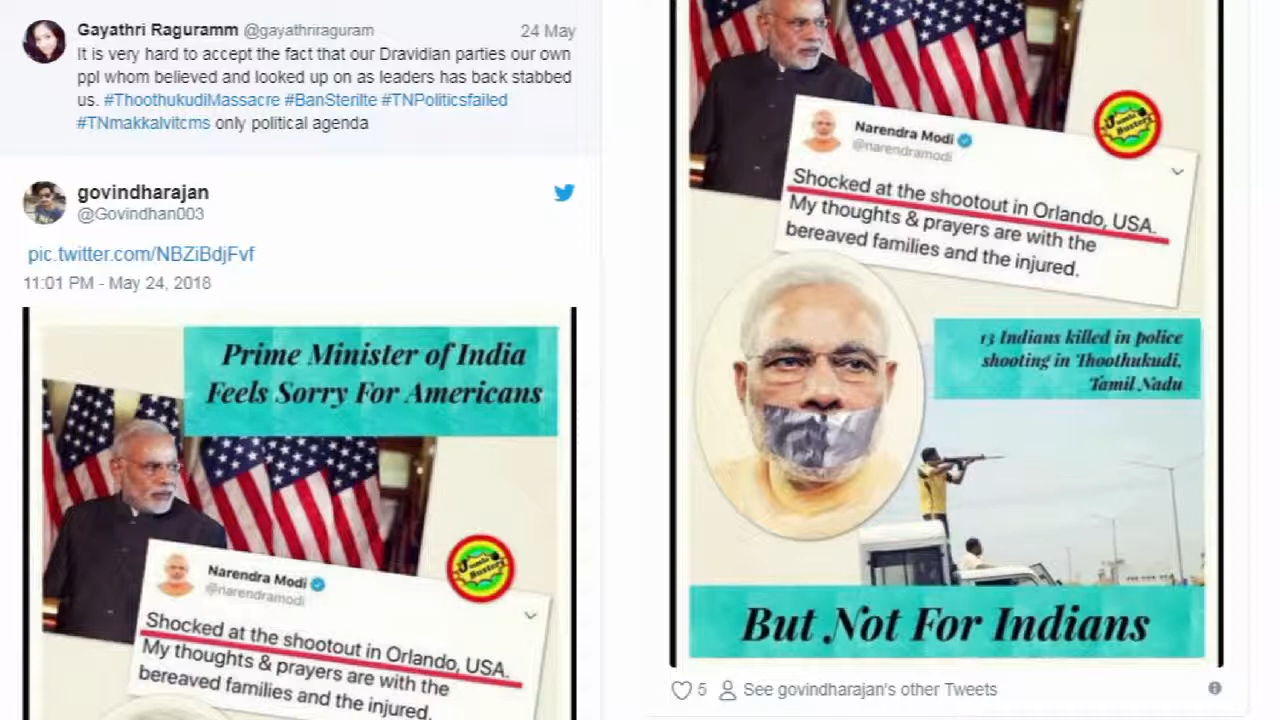 Gayathri Raguramm @gayathriraguram 24 May
It is very hard to accept the fact that our Dravidian parties our own
ppl whom believed and looked up on as leaders has back stabbed
us. #ThoothukudiMassacre #BanSterilte #TNPoliticsfailed
#TNmakkalvitcms only political agenda
govindharajan
@Govindhan003
pic.twitter.com/NBZiBdjFvf
11:01 PM - May 24, 2018
Prime Minister of India
Feels Sorry For Americans
Jumla
Busters
Narendra Modi
@narendramodi
Shocked at the shootout in Orlando, USA.
My thoughts & prayers are with the
bereaved families and the injured.
Jumla
Busters
Narendra Modi
@narendramodi
Shocked at the shootout in Orlando, USA.
My thoughts & prayers are with the
bereaved families and the injured.
13 Indians killed in police
shooting in Thoothukudi,
Tamil Nadu
But Not For Indians
5 See govindharajan's other Tweets